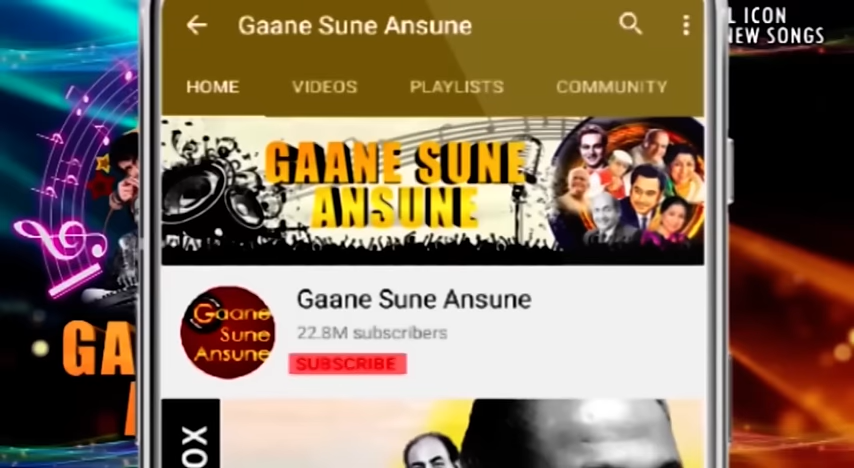 L ICON
NEW SONGS
Gaane Sune Ansune
HOME VIDEOS PLAYLISTS COMMUNITY
GAANE SUNE
ANSUNE
Gaane Sune Ansune
22.8M subscribers
SUBSCRIBE
Gaane
Sune
Ansune
GAA
OX